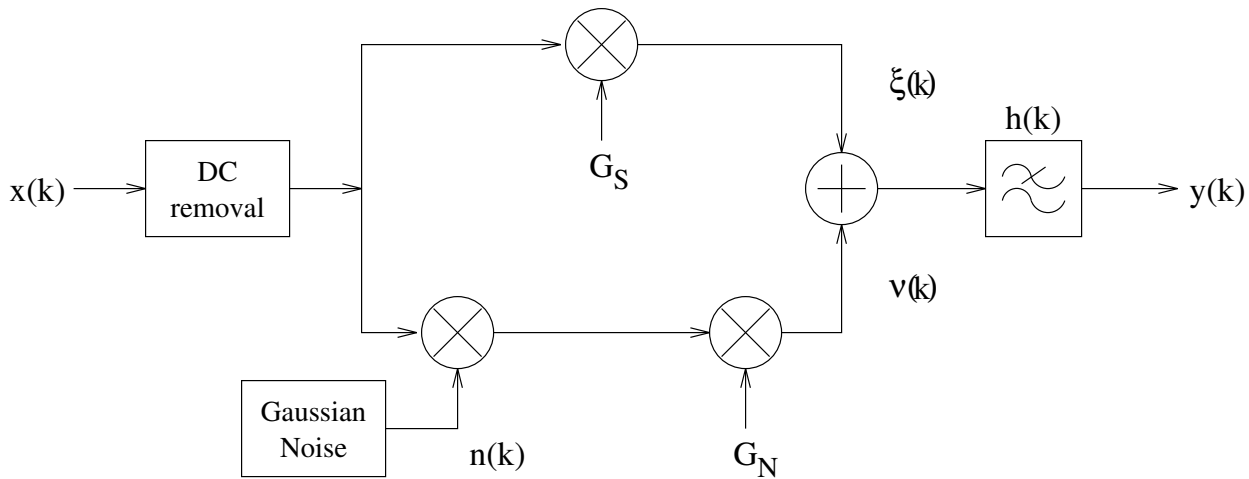 ξ(k)
h(k)
x(k)
DC
removal
G_S
y(k)
ν(k)
Gaussian
Noise
n(k)
G_N